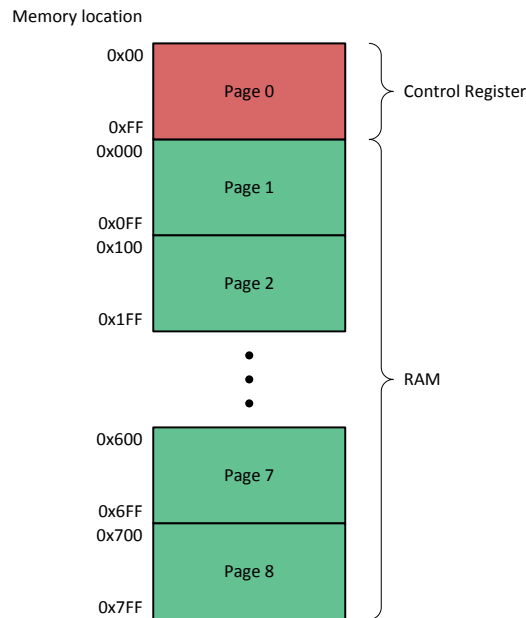 Memory location
0x00
Page 0
Control Register
0xFF
0x000
Page 1
0x0FF
0x100
Page 2
0x1FF
RAM
0x600
Page 7
0x6FF
0x700
Page 8
0x7FF